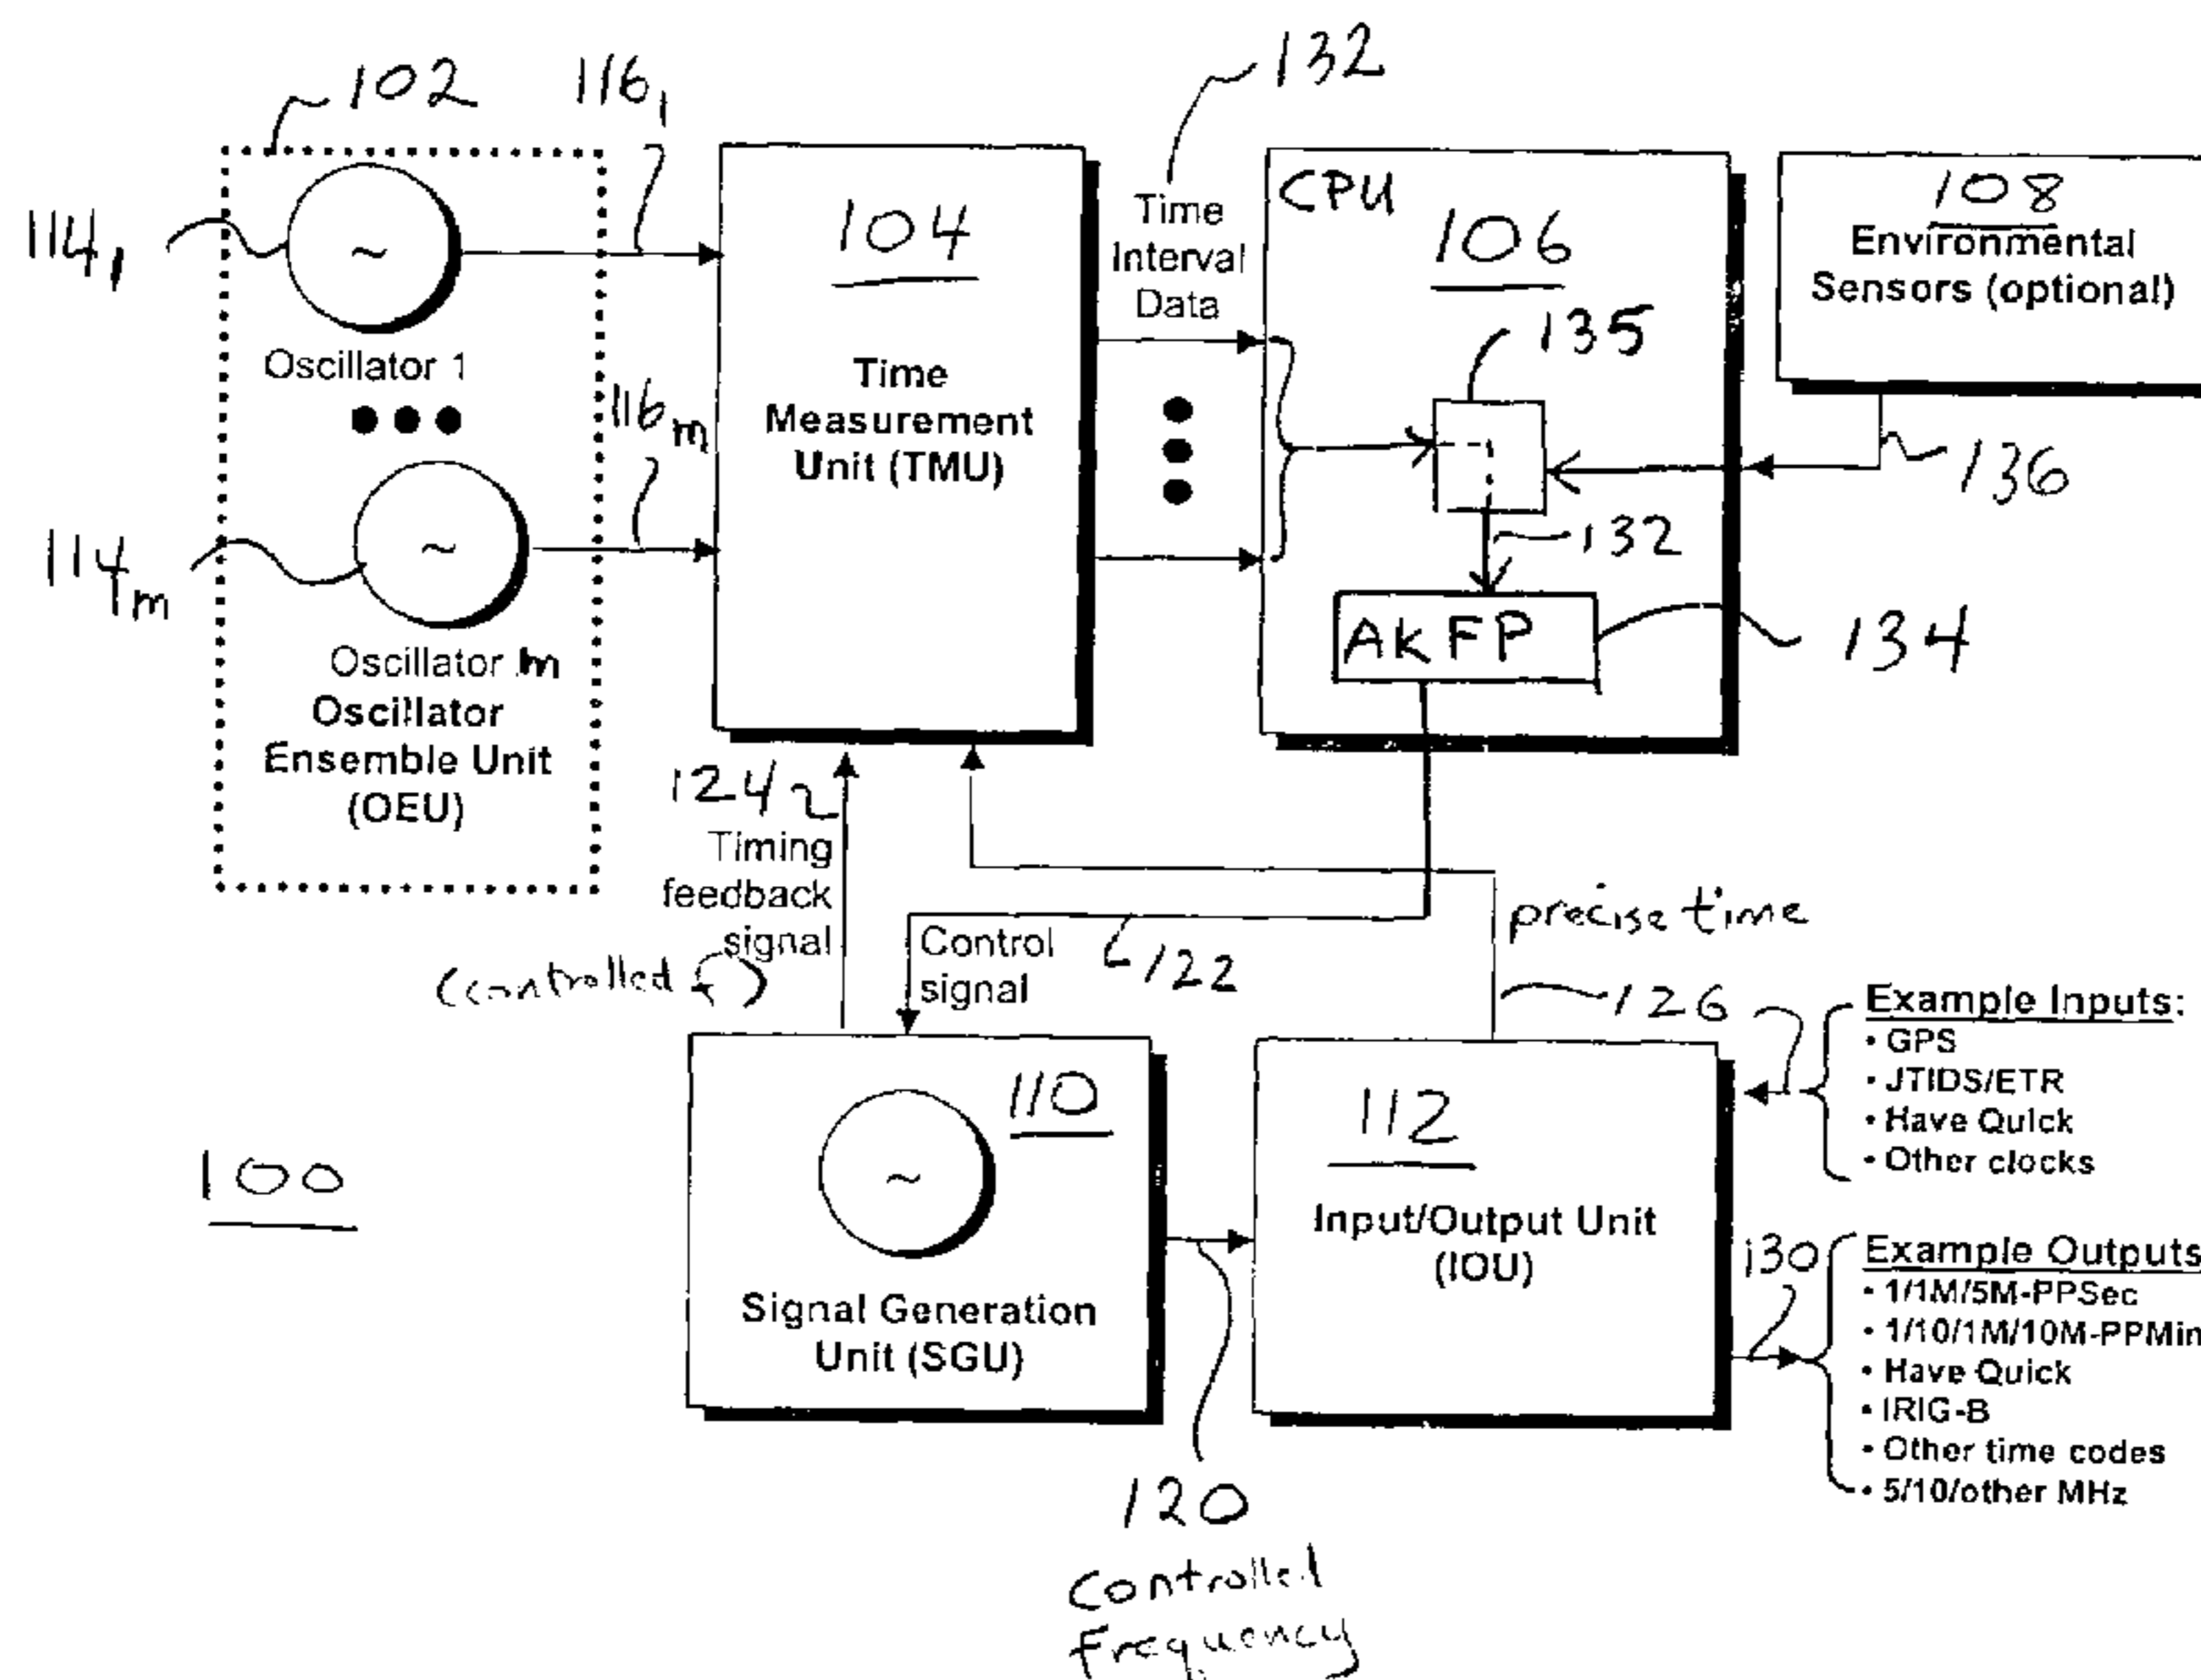 102
116₁
132
114₁
~
Oscillator 1
116m
114m
~
Oscillator m
Oscillator
Ensemble Unit
(OEU)
104
Time
Measurement
Unit (TMU)
Time
Interval
Data
CPU
106
135
132
AKFP
134
108
Environmental
Sensors (optional)
136
124
Timing
feedback
signal
(controlled f)
Control
signal
122
precise time
126
Example Inputs:
• GPS
• JTIDS/ETR
• Have Quick
• Other clocks
100
110
~
Signal Generation
Unit (SGU)
112
Input/Output Unit
(IOU)
130
Example Outputs
• 1/1M/5M-PPSec
• 1/10/1M/10M-PPMin
• Have Quick
• IRIG-B
• Other time codes
• 5/10/other MHz
120
Controlled
Frequency